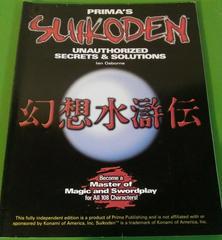 PRIMA'S
SUIKODEN
UNAUTHORIZED
SECRETS & SOLUTIONS
Ian Osborne
幻想水滸伝
Become a
Master of
Magic and Swordplay
for All 108 Characters!
This fully independent edition is a product of Prima Publishing and is not affiliated with or
sponsored by Konami of America, Inc. Suikoden™ is a trademark of Konami of America, Inc.